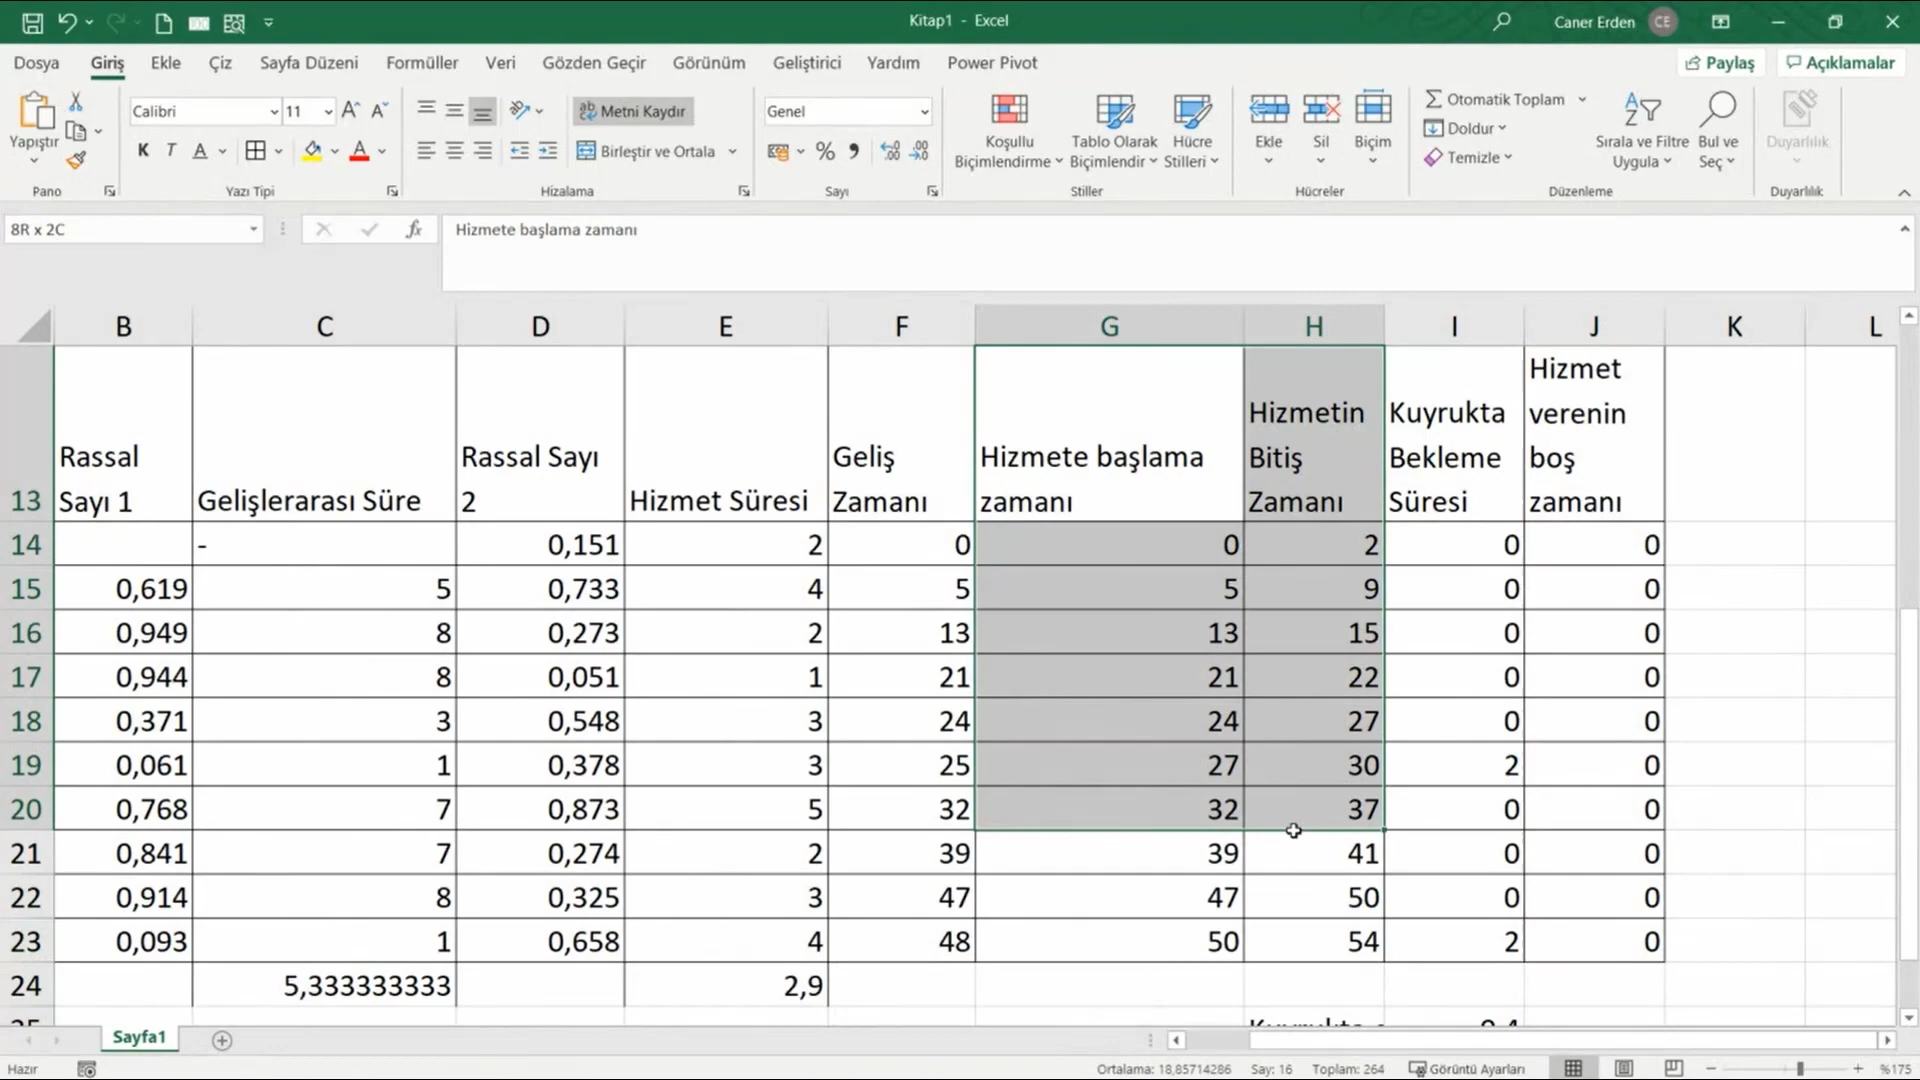 Kitap1 - Excel
Caner Erden CE
Dosya Giriş Ekle Çiz Sayfa Düzeni Formüller Veri Gözden Geçir Görünüm Geliştirici Yardım Power Pivot Paylaş Açıklamalar
Yapıştır
Pano
Calibri 11
K T A A
Yazı Tipi
Metni Kaydır
Birleştir ve Ortala
Hizalama
Genel
%
Sayı
Koşullu Biçimlendirme
Tablo Olarak Biçimlendir
Hücre Stilleri
Stiller
Ekle Sil Biçim
Hücreler
Otomatik Toplam
Doldur
Temizle
Sırala ve Filtre Uygula
Bul ve Seç
Düzenleme
Duyarlılık
Duyarlılık
8R x 2C fx Hizmete başlama zamanı
B C D E F G H I J K L
13 Rassal Sayı 1 Gelişlerarası Süre Rassal Sayı 2 Hizmet Süresi Geliş Zamanı Hizmete başlama zamanı Hizmetin Bitiş Zamanı Kuyrukta Bekleme Süresi Hizmet verenin boş zamanı
14 - 0,151 2 0 0 2 0 0
15 0,619 5 0,733 4 5 5 9 0 0
16 0,949 8 0,273 2 13 13 15 0 0
17 0,944 8 0,051 1 21 21 22 0 0
18 0,371 3 0,548 3 24 24 27 0 0
19 0,061 1 0,378 3 25 27 30 2 0
20 0,768 7 0,873 5 32 32 37 0 0
21 0,841 7 0,274 2 39 39 41 0 0
22 0,914 8 0,325 3 47 47 50 0 0
23 0,093 1 0,658 4 48 50 54 2 0
24 5,333333333 2,9
Sayfa1
Hazır Ortalama: 18,85714286 Say: 16 Toplam: 264 Görüntü Ayarları %175